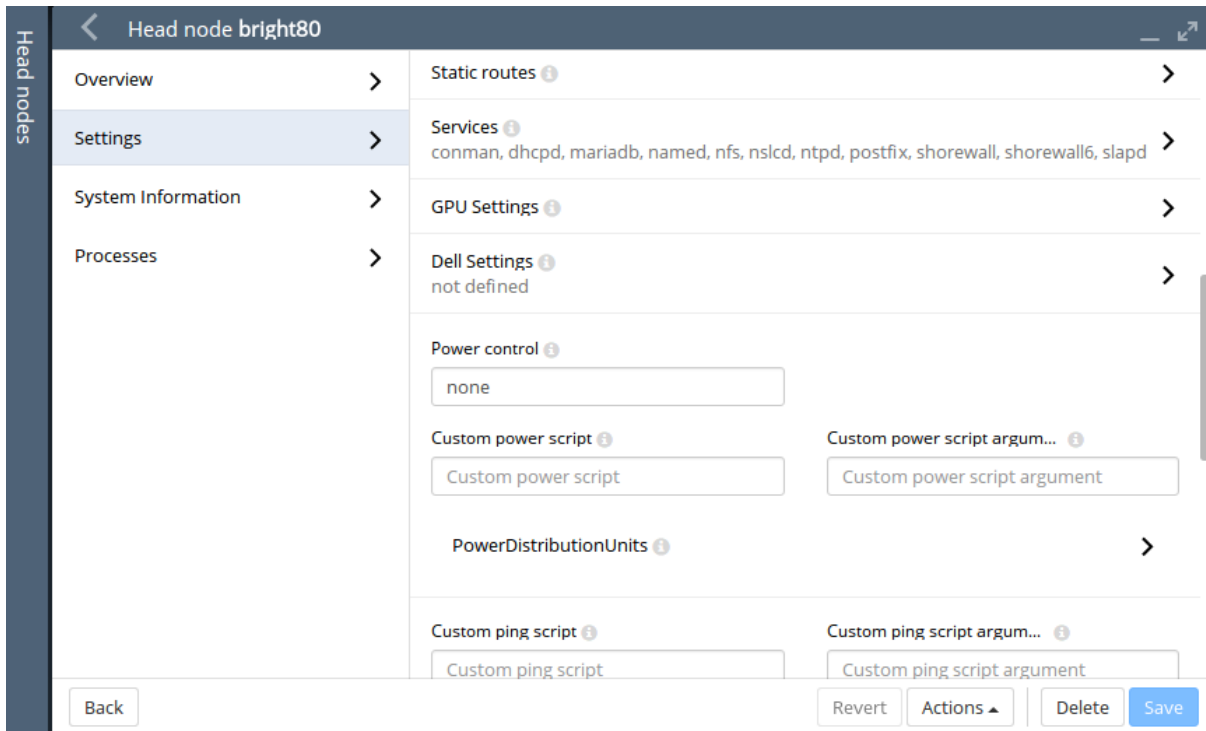 Head nodes
Head node bright80
Overview
Settings
System Information
Processes
Static routes
Services
conman, dhcpd, mariadb, named, nfs, nslcd, ntpd, postfix, shorewall, shorewall6, slapd
GPU Settings
Dell Settings
not defined
Power control
none
Custom power script Custom power script argum...
Custom power script Custom power script argument
PowerDistributionUnits
Custom ping script Custom ping script argum...
Custom ping script Custom ping script argument
Back Revert Actions Delete Save